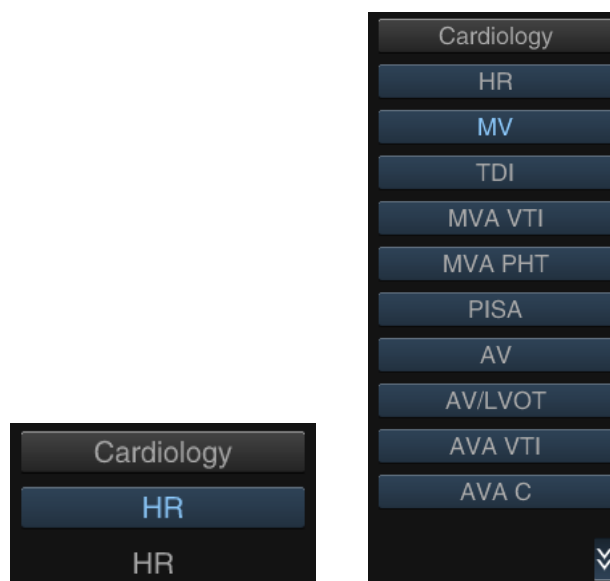 Cardiology
HR
HR
Cardiology
HR
MV
TDI
MVA VTI
MVA PHT
PISA
AV
AV/LVOT
AVA VTI
AVA C